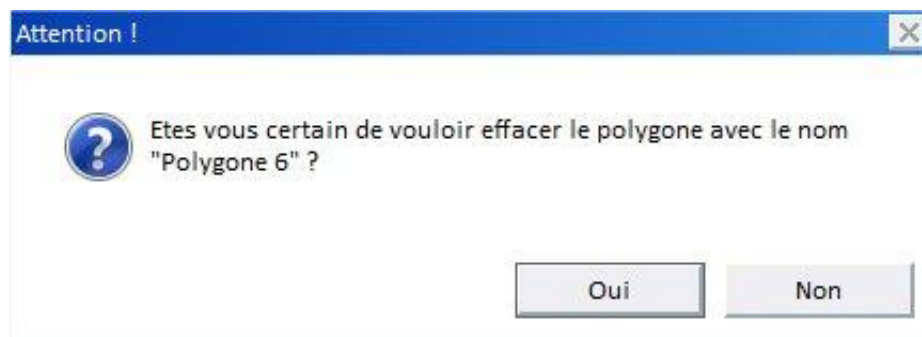 Attention !
Etes vous certain de vouloir effacer le polygone avec le nom
"Polygone 6" ?
Oui
Non